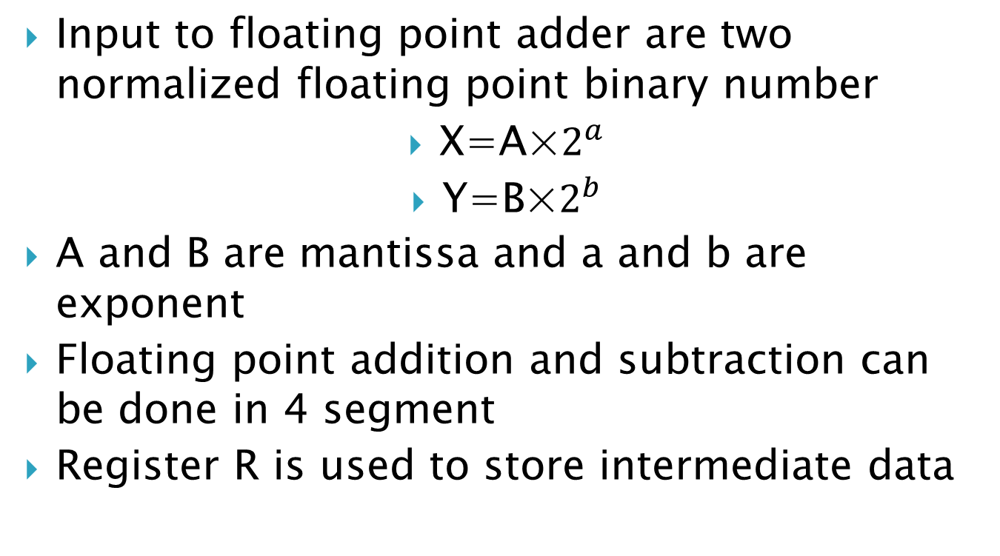 Input to floating point adder are two
normalized floating point binary number
X=A×2^a
Y=B×2^b
A and B are mantissa and a and b are
exponent
Floating point addition and subtraction can
be done in 4 segment
Register R is used to store intermediate data